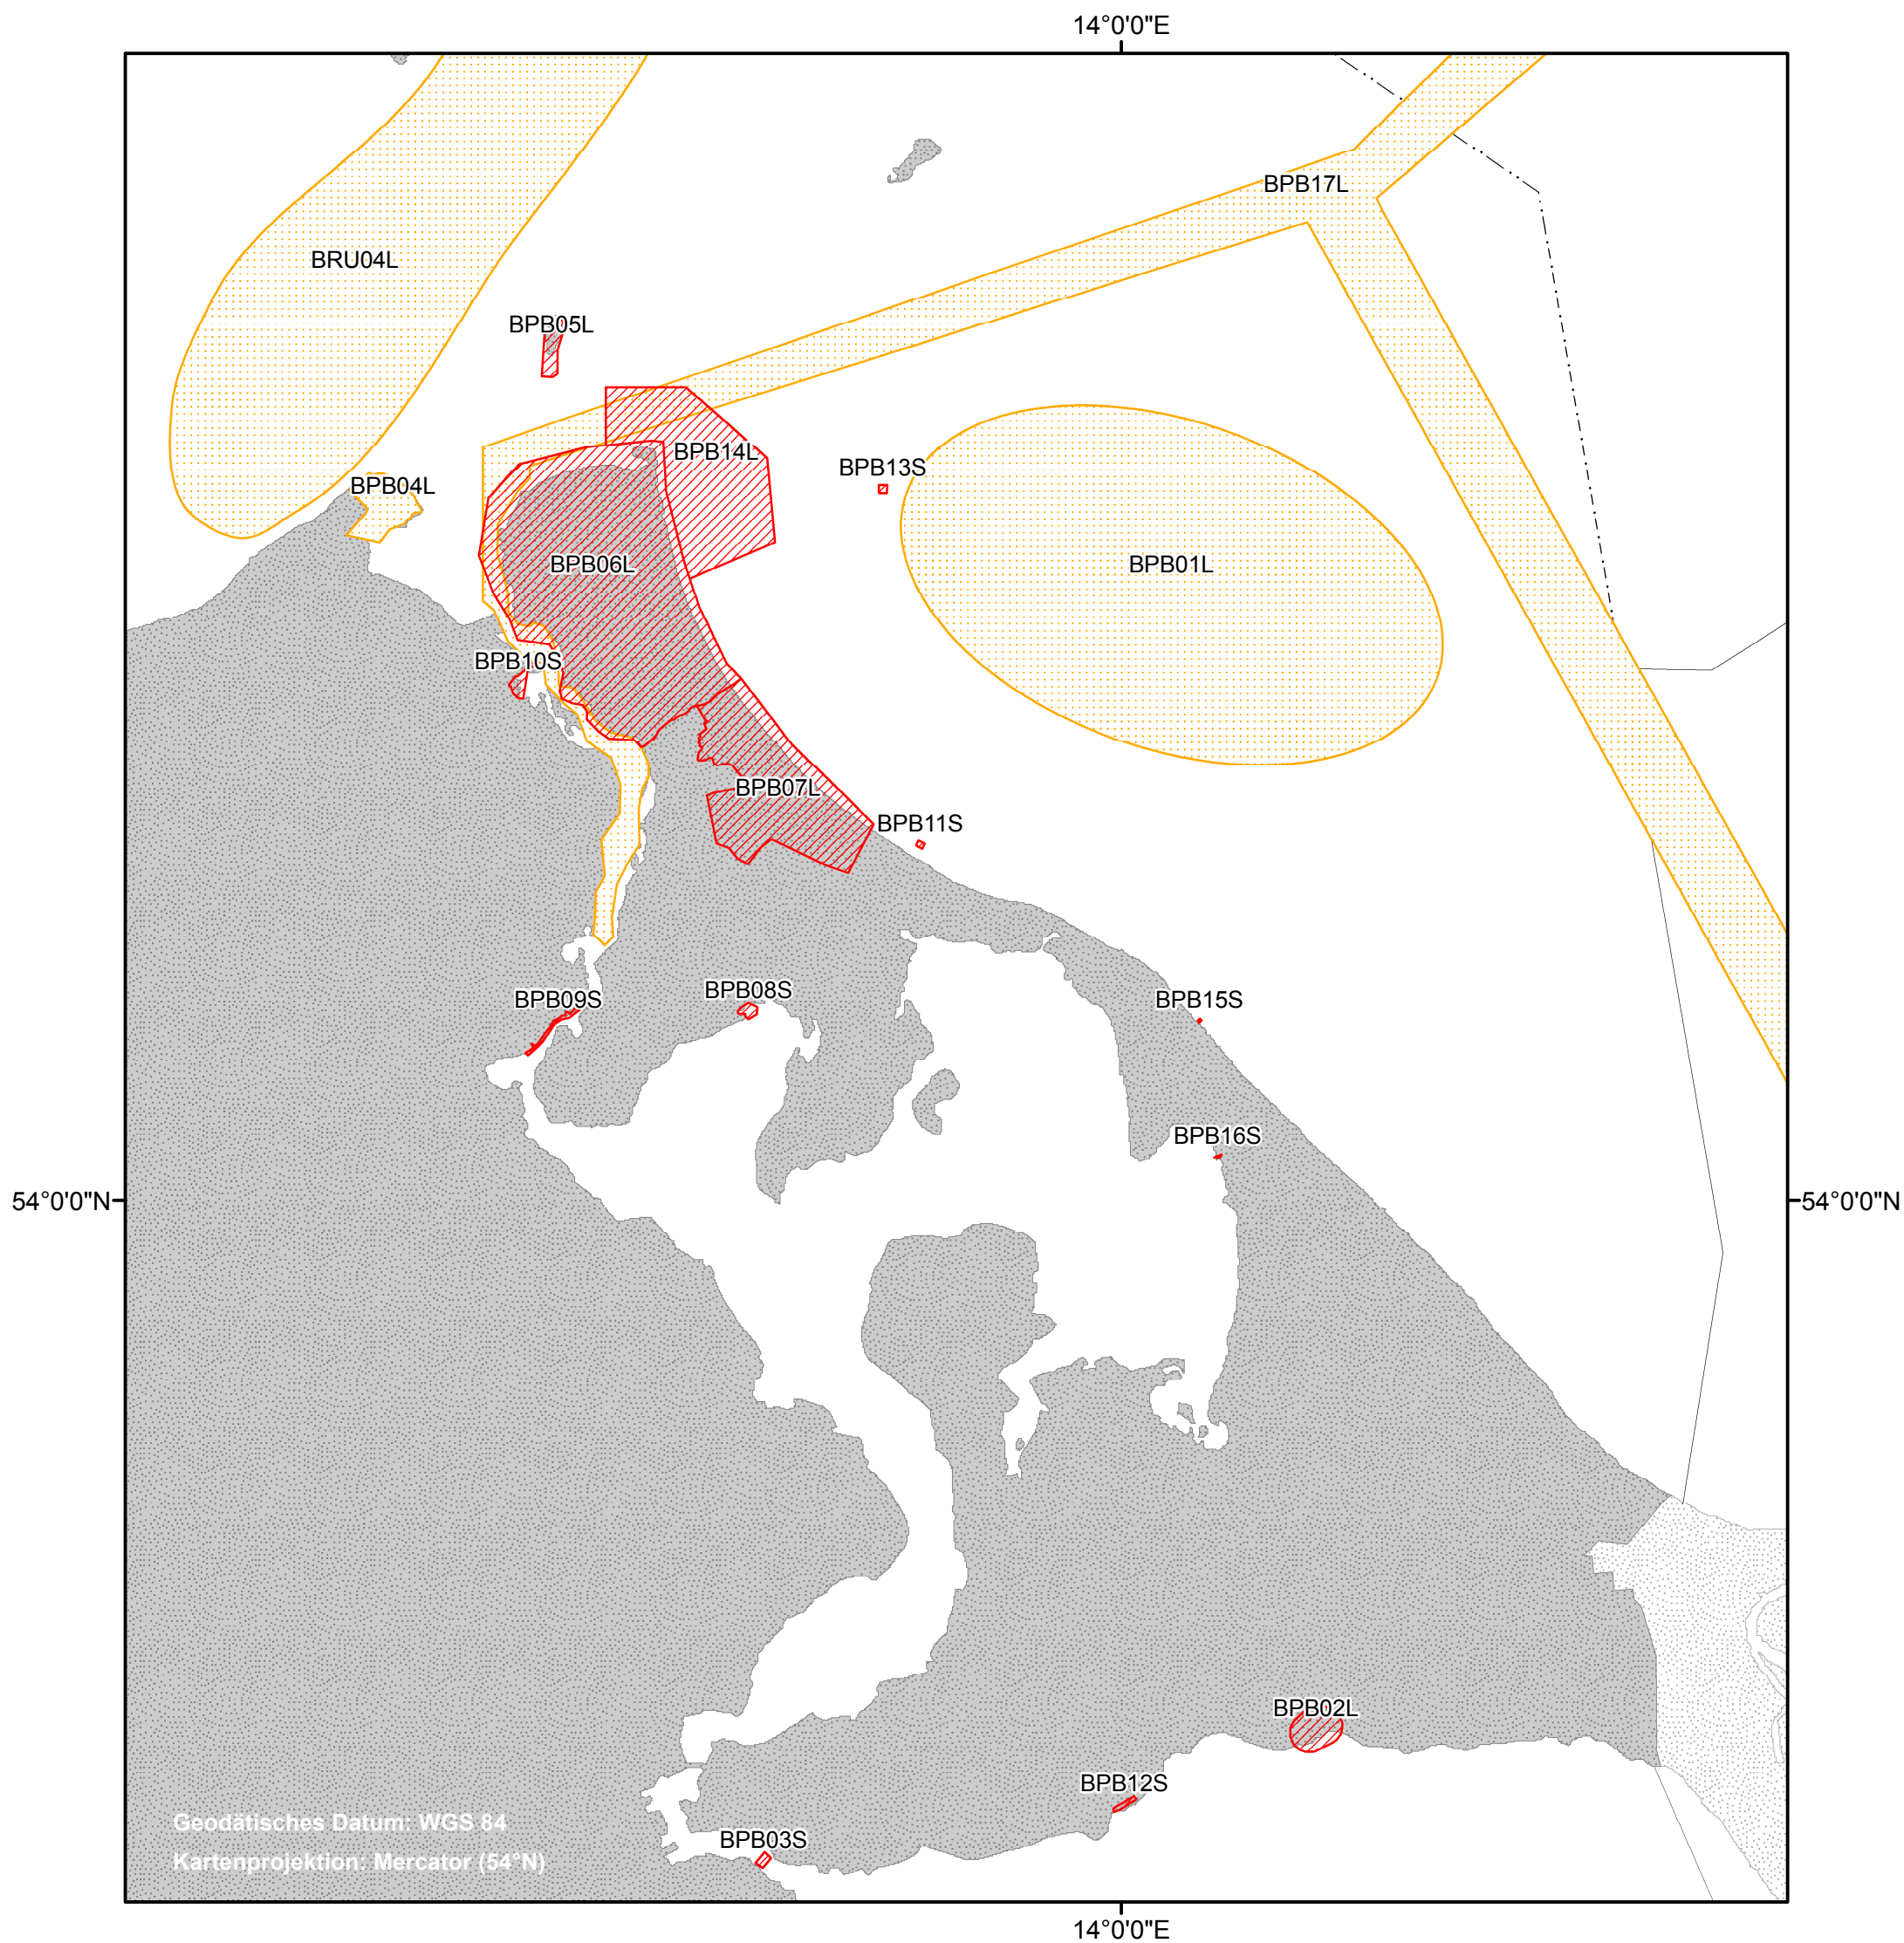 14°0'0"E
BPB17L
BRU04L
BPB05L
BPB14L
BPB13S
BPB04L
BPB06L
BPB01L
BPB10S
BPB07L
BPB11S
BPB08S
BPB09S
BPB15S
BPB16S
54°0'0"N
54°0'0"N
BPB02L
BPB12S
Geodätisches Datum: WGS 84
BPB03S
Kartenprojektion: Mercator (54°N)
14°0'0"E